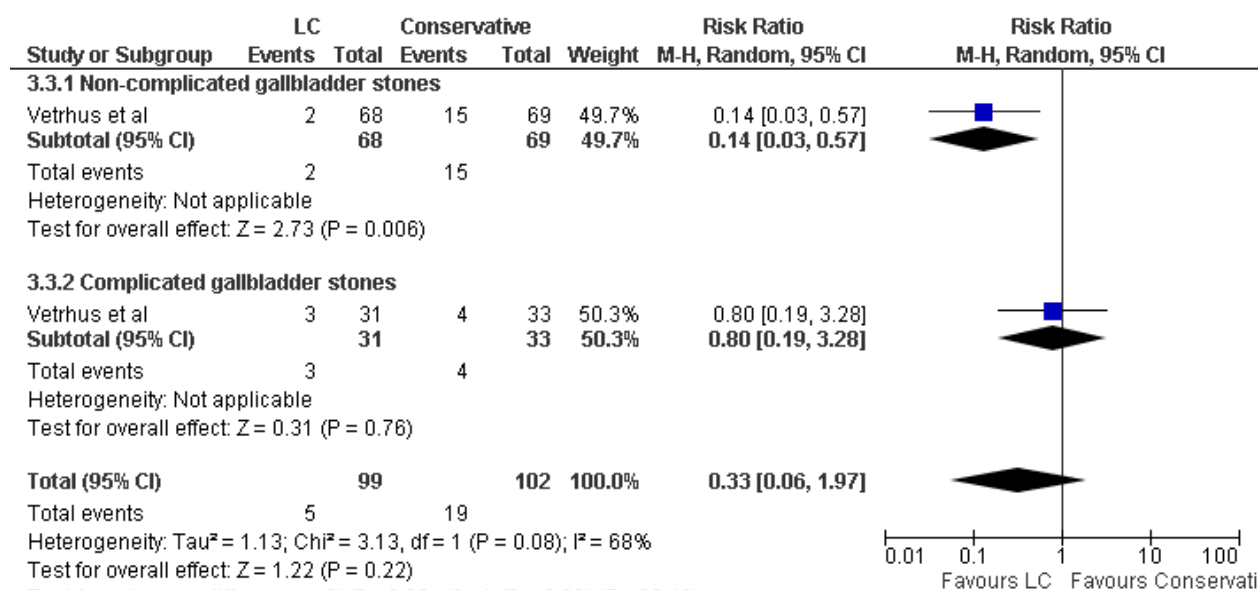 LC Conservative Risk Ratio Risk Ratio
Study or Subgroup Events Total Events Total Weight M-H, Random, 95% CI M-H, Random, 95% CI
3.3.1 Non-complicated gallbladder stones
Vetrhus et al 2 68 15 69 49.7% 0.14 [0.03, 0.57]
Subtotal (95% CI) 68 69 49.7% 0.14 [0.03, 0.57]
Total events 2 15
Heterogeneity: Not applicable
Test for overall effect: Z = 2.73 (P = 0.006)
3.3.2 Complicated gallbladder stones
Vetrhus et al 3 31 4 33 50.3% 0.80 [0.19, 3.28]
Subtotal (95% CI) 31 33 50.3% 0.80 [0.19, 3.28]
Total events 3 4
Heterogeneity: Not applicable
Test for overall effect: Z = 0.31 (P = 0.76)
Total (95% CI) 99 102 100.0% 0.33 [0.06, 1.97]
Total events 5 19
Heterogeneity: Tau² = 1.13; Chi² = 3.13, df = 1 (P = 0.08); I² = 68%
Test for overall effect: Z = 1.22 (P = 0.22)
0.01 0.1 1 10 100
Favours LC Favours Conservati